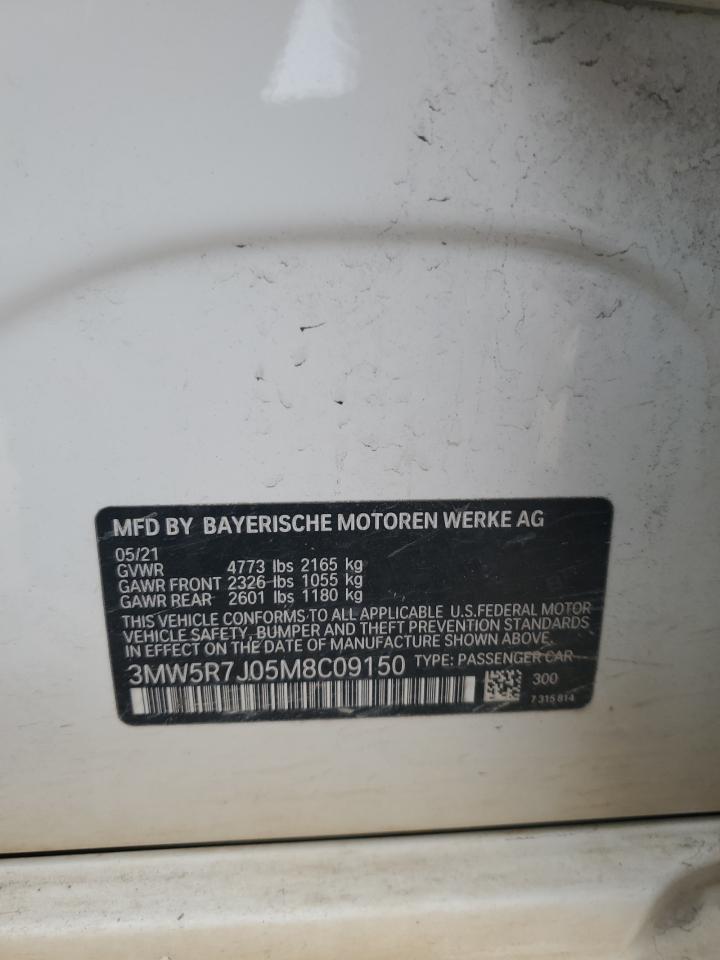 MFD BY BAYERISCHE MOTOREN WERKE AG
05/21
GVWR 4773 lbs 2165 kg
GAWR FRONT 2326 lbs 1055 kg
GAWR REAR 2601 lbs 1180 kg
THIS VEHICLE CONFORMS TO ALL APPLICABLE U.S.FEDERAL MOTOR
VEHICLE SAFETY, BUMPER AND THEFT PREVENTION STANDARDS
IN EFFECT ON THE DATE OF MANUFACTURE SHOWN ABOVE.
3MW5R7J05M8C09150 TYPE: PASSENGER CAR
300
7 315 814